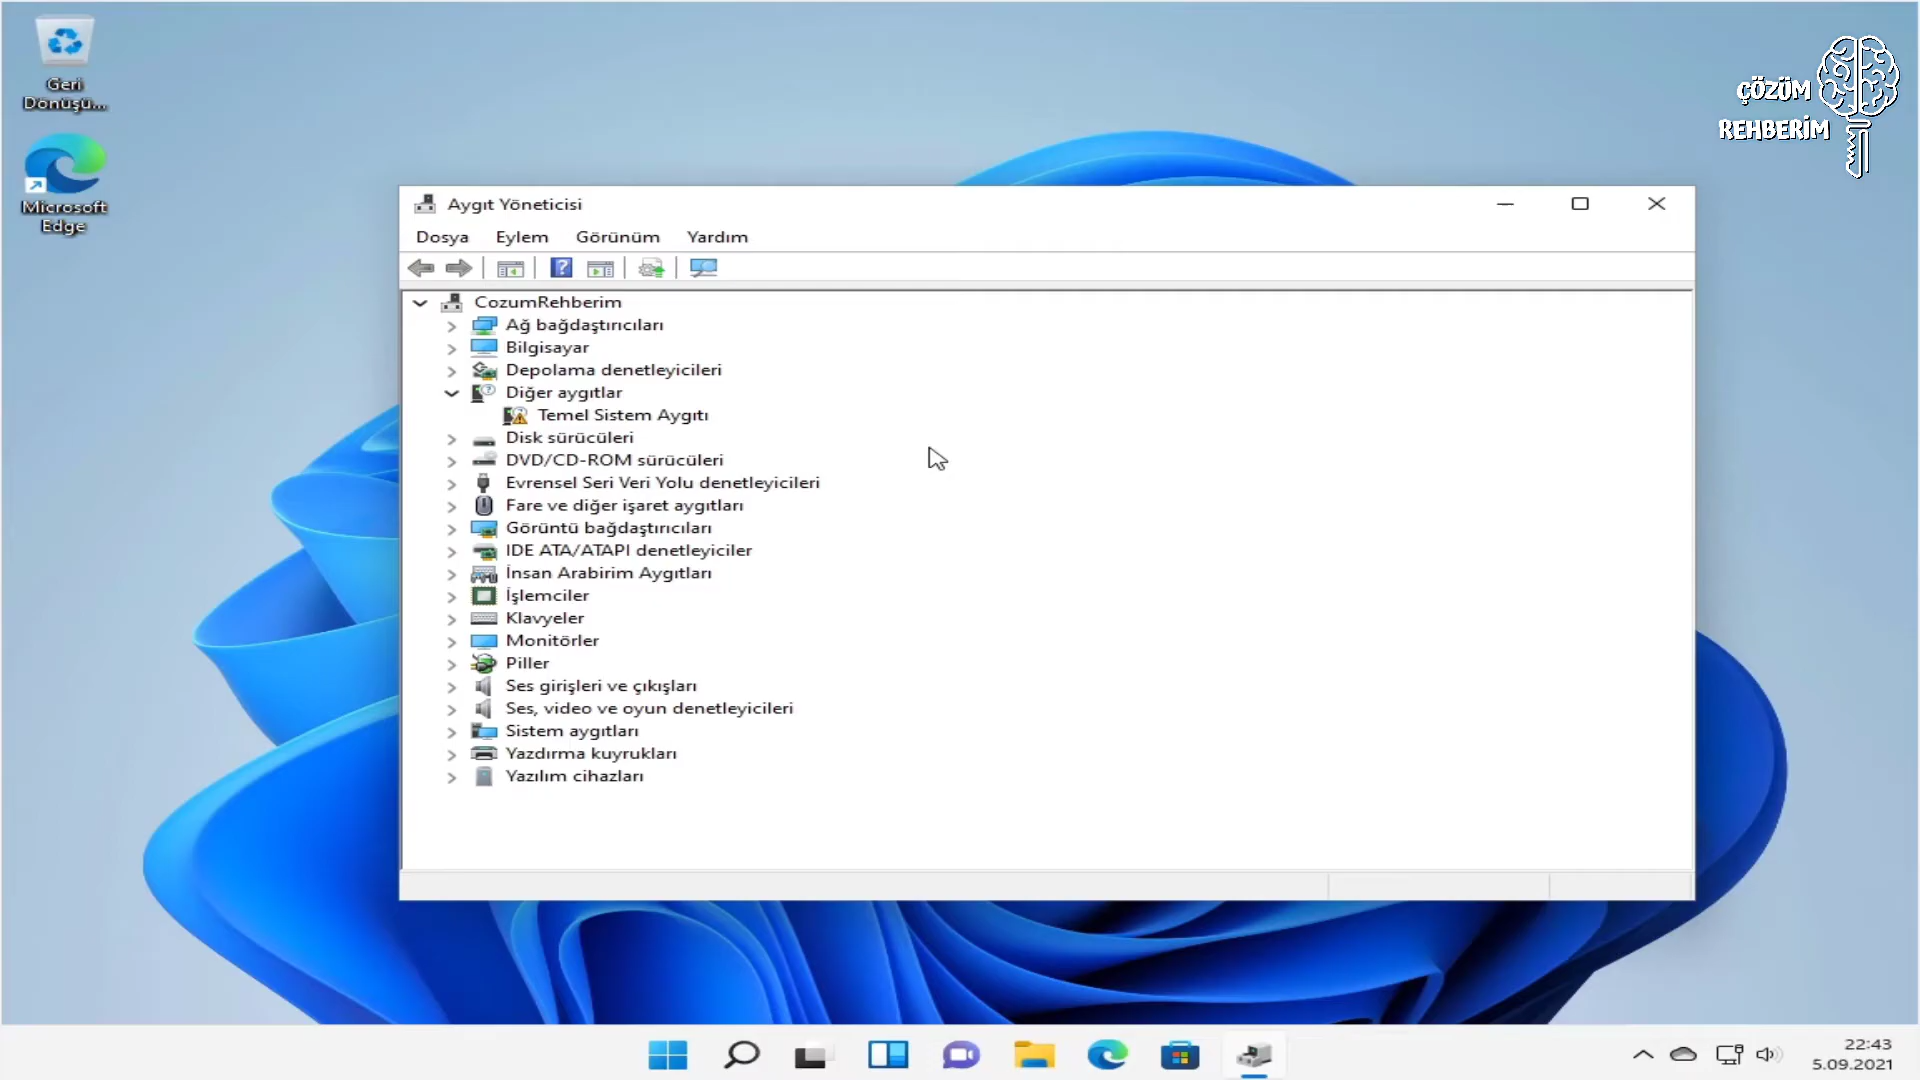 Geri
Dönüşü...
Microsoft
Edge
ÇÖZÜM
REHBERİM
Aygıt Yöneticisi
Dosya Eylem Görünüm Yardım
CozumRehberim
Ağ bağdaştırıcıları
Bilgisayar
Depolama denetleyicileri
Diğer aygıtlar
Temel Sistem Aygıtı
Disk sürücüleri
DVD/CD-ROM sürücüleri
Evrensel Seri Veri Yolu denetleyicileri
Fare ve diğer işaret aygıtları
Görüntü bağdaştırıcıları
IDE ATA/ATAPI denetleyiciler
İnsan Arabirim Aygıtları
İşlemciler
Klavyeler
Monitörler
Piller
Ses girişleri ve çıkışları
Ses, video ve oyun denetleyicileri
Sistem aygıtları
Yazdırma kuyrukları
Yazılım cihazları
22:43
5.09.2021